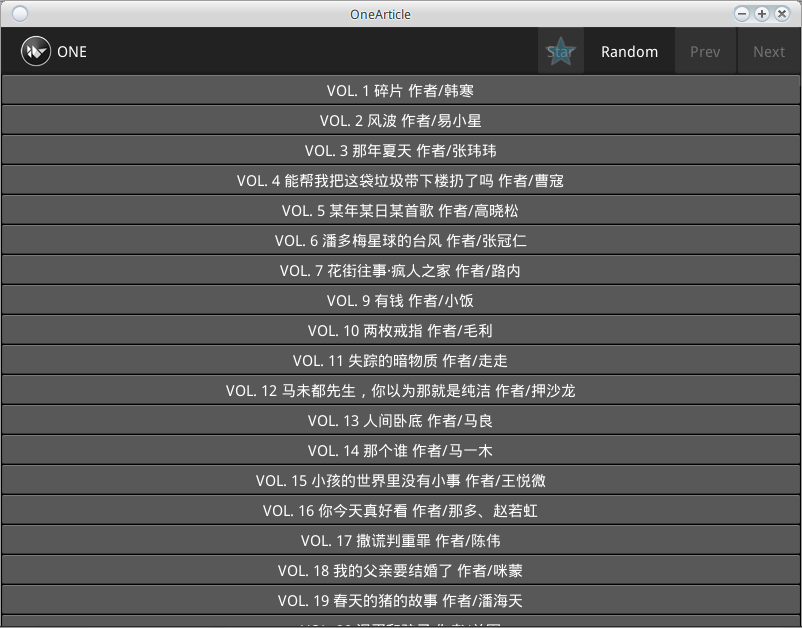 OneArticle
ONE
Star
Random
Prev
Next
VOL. 1 碎片 作者/韩寒
VOL. 2 风波 作者/易小星
VOL. 3 那年夏天 作者/张玮玮
VOL. 4 能帮我把这袋垃圾带下楼扔了吗 作者/曹寇
VOL. 5 某年某日某首歌 作者/高晓松
VOL. 6 潘多梅星球的台风 作者/张冠仁
VOL. 7 花街往事·疯人之家 作者/路内
VOL. 9 有钱 作者/小饭
VOL. 10 两枚戒指 作者/毛利
VOL. 11 失踪的暗物质 作者/走走
VOL. 12 马未都先生，你以为那就是纯洁 作者/押沙龙
VOL. 13 人间卧底 作者/马良
VOL. 14 那个谁 作者/马一木
VOL. 15 小孩的世界里没有小事 作者/王悦微
VOL. 16 你今天真好看 作者/那多、赵若虹
VOL. 17 撒谎判重罪 作者/陈伟
VOL. 18 我的父亲要结婚了 作者/咪蒙
VOL. 19 春天的猪的故事 作者/潘海天